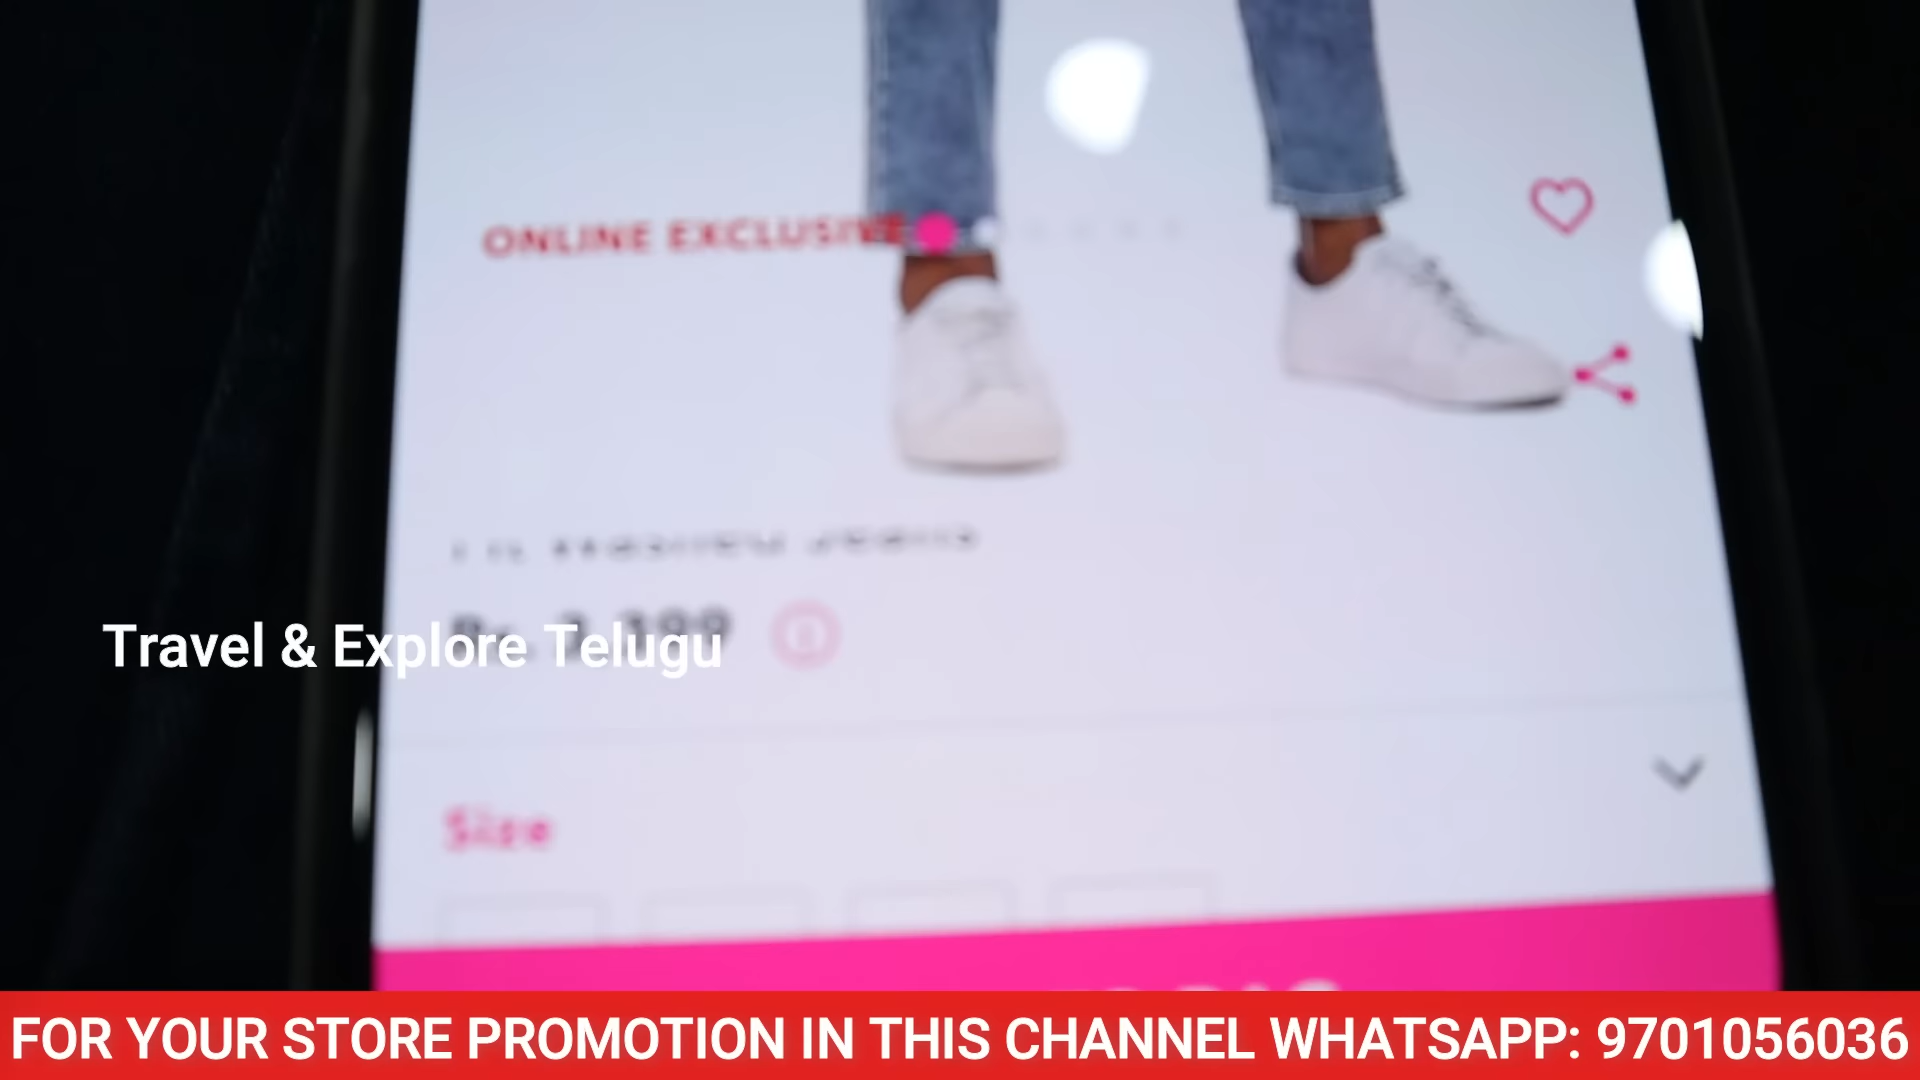 ONLINE EXCLUSIVE
Travel & Explore Telugu
Size
FOR YOUR STORE PROMOTION IN THIS CHANNEL WHATSAPP: 9701056036